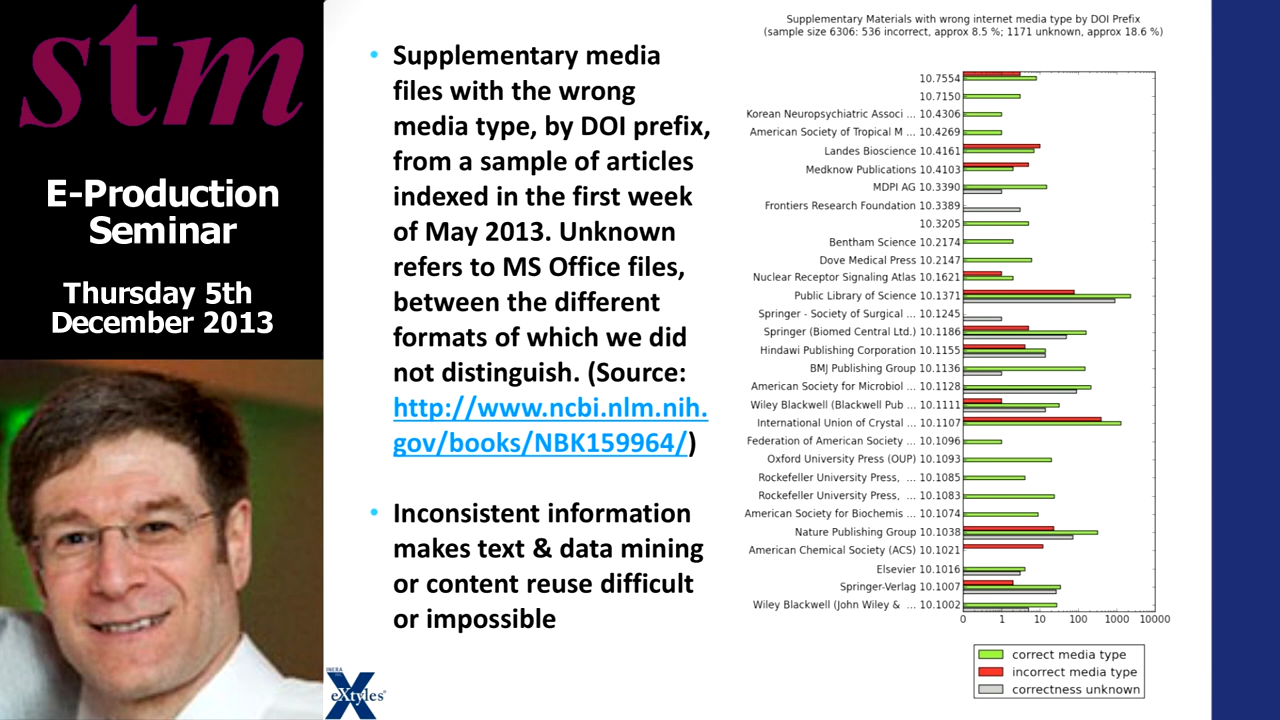 stm
E-Production
Seminar
Thursday 5th
December 2013
• Supplementary media
files with the wrong
media type, by DOI prefix,
from a sample of articles
indexed in the first week
of May 2013. Unknown
refers to MS Office files,
between the different
formats of which we did
not distinguish. (Source:
http://www.ncbi.nlm.nih.
gov/books/NBK159964/)
• Inconsistent information
makes text & data mining
or content reuse difficult
or impossible
INERA
eXtyles®
Supplementary Materials with wrong internet media type by DOI Prefix
(sample size 6306: 536 incorrect, approx 8.5 %; 1171 unknown, approx 18.6 %)
10.7554
10.7150
Korean Neuropsychiatric Associ ... 10.4306
American Society of Tropical M ... 10.4269
Landes Bioscience 10.4161
Medknow Publications 10.4103
MDPI AG 10.3390
Frontiers Research Foundation 10.3389
10.3205
Bentham Science 10.2174
Dove Medical Press 10.2147
Nuclear Receptor Signaling Atlas 10.1621
Public Library of Science 10.1371
Springer - Society of Surgical ... 10.1245
Springer (Biomed Central Ltd.) 10.1186
Hindawi Publishing Corporation 10.1155
BMJ Publishing Group 10.1136
American Society for Microbiol ... 10.1128
Wiley Blackwell (Blackwell Pub ... 10.1111
International Union of Crystal ... 10.1107
Federation of American Society ... 10.1096
Oxford University Press (OUP) 10.1093
Rockefeller University Press, ... 10.1085
Rockefeller University Press, ... 10.1083
American Society for Biochemis ... 10.1074
Nature Publishing Group 10.1038
American Chemical Society (ACS) 10.1021
Elsevier 10.1016
Springer-Verlag 10.1007
Wiley Blackwell (John Wiley & ... 10.1002
0 1 10 100 1000 10000
correct media type
incorrect media type
correctness unknown